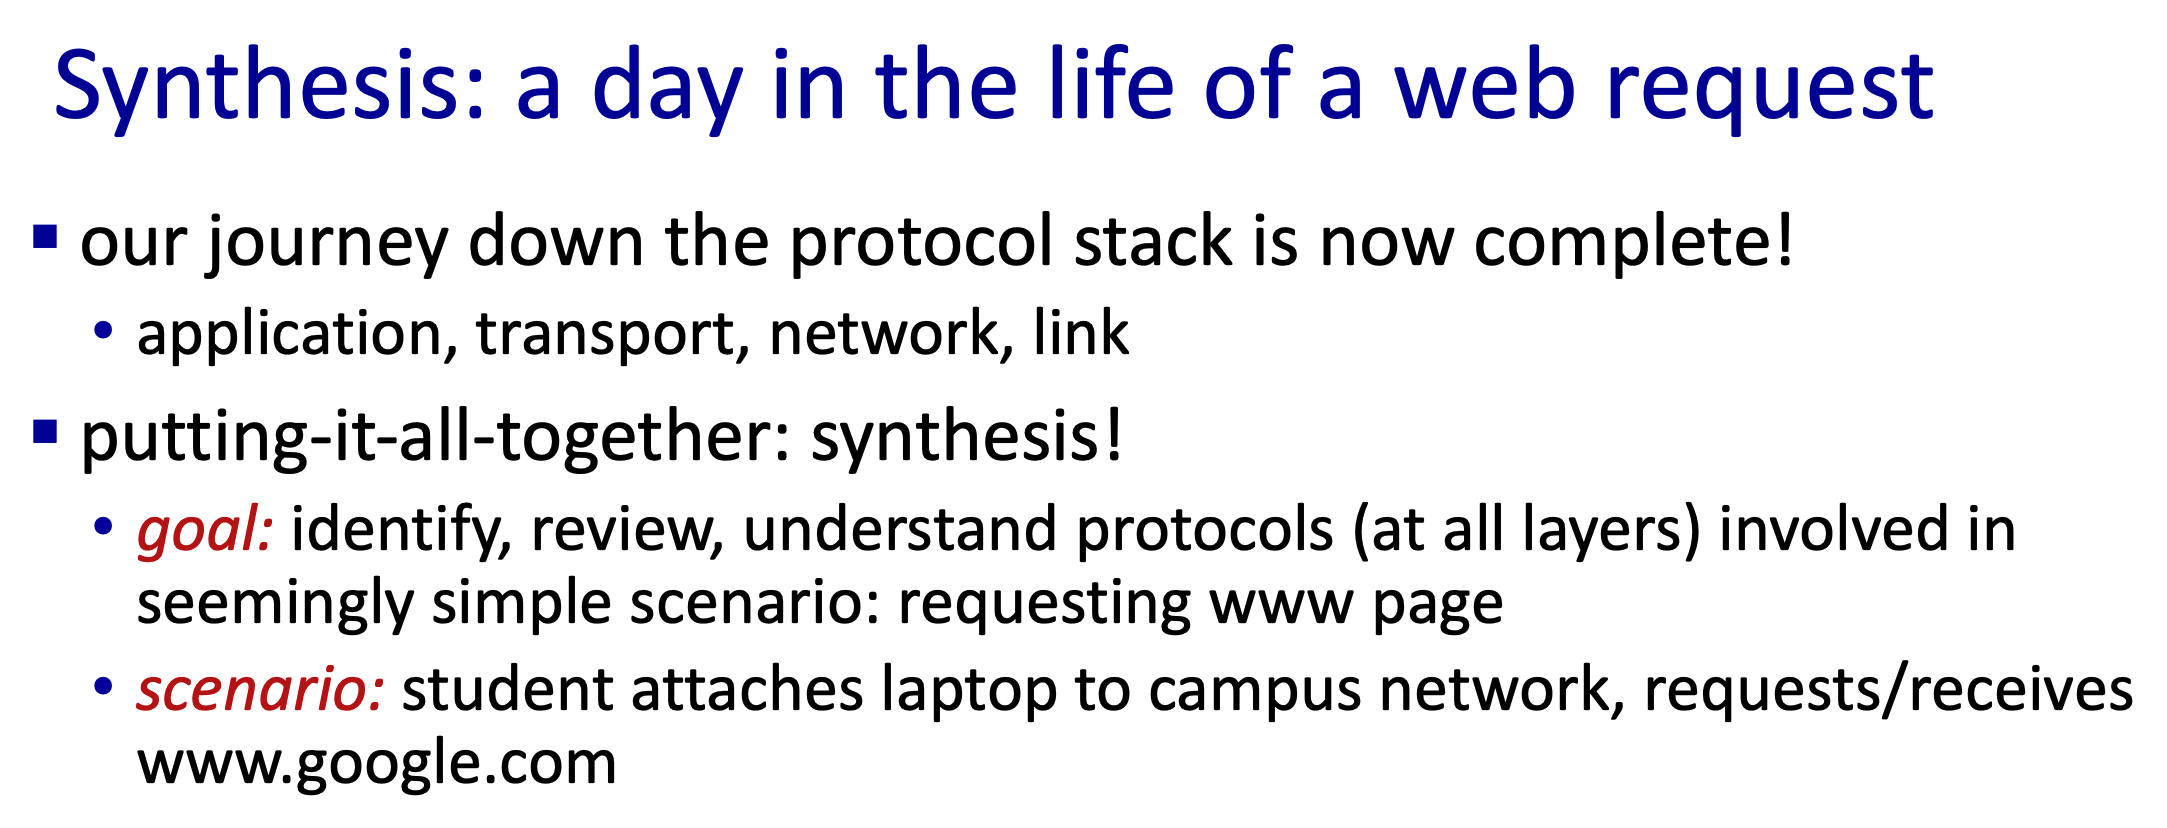 Synthesis: a day in the life of a web request
▪ our journey down the protocol stack is now complete!
• application, transport, network, link
▪ putting-it-all-together: synthesis!
• goal: identify, review, understand protocols (at all layers) involved in
seemingly simple scenario: requesting www page
• scenario: student attaches laptop to campus network, requests/receives
www.google.com